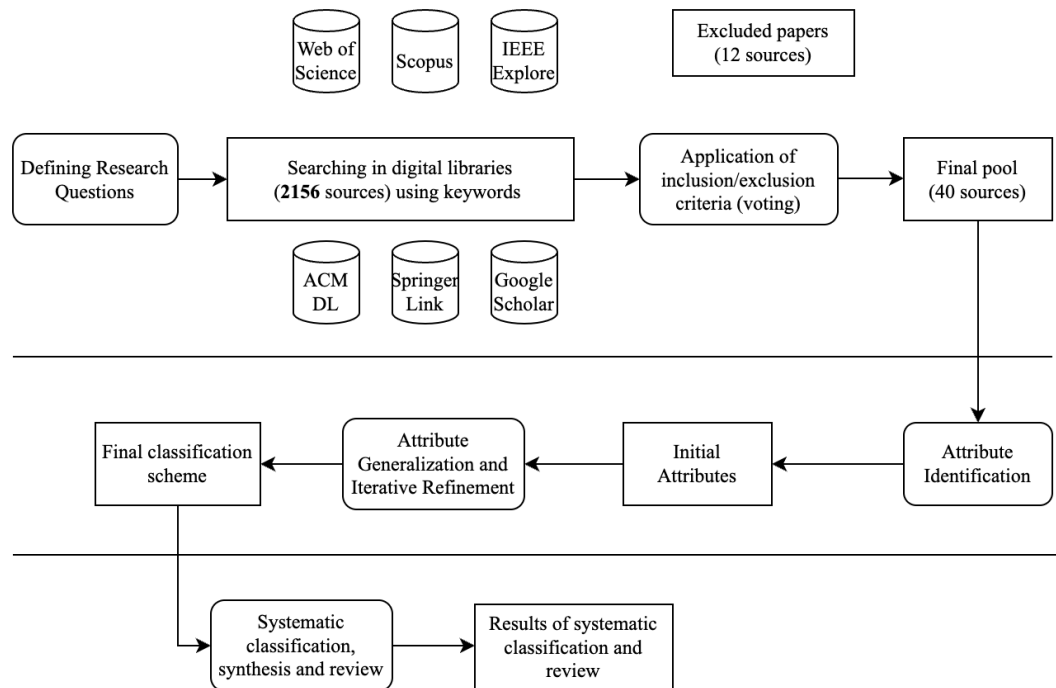 Web of
Science
Scopus
IEEE
Explore
Excluded papers
(12 sources)
Defining Research
Questions
Searching in digital libraries
(2156 sources) using keywords
Application of
inclusion/exclusion
criteria (voting)
Final pool
(40 sources)
ACM
DL
Springer
Link
Google
Scholar
Final classification
scheme
Attribute
Generalization and
Iterative Refinement
Initial
Attributes
Attribute
Identification
Systematic
classification,
synthesis and review
Results of systematic
classification and
review